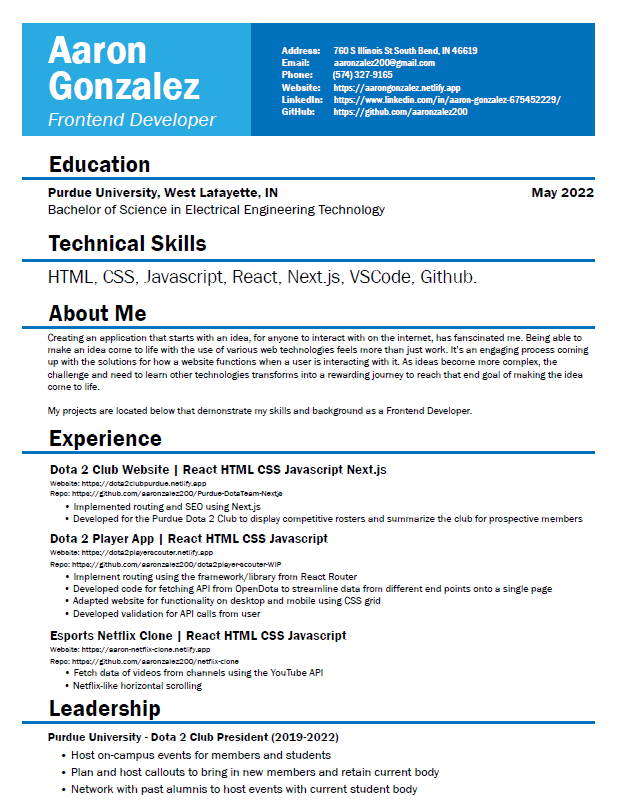 Aaron
Gonzalez
Frontend Developer
Address: 760 S Illinois St South Bend, IN 46619
Email: aaronzalez200@gmail.com
Phone: (574) 327-9165
Website: https://aarongonzalez.netlify.app
LinkedIn: https://www.linkedin.com/in/aaron-gonzalez-675452229/
GitHub: https://github.com/aaronzalez200
Education
Purdue University, West Lafayette, IN May 2022
Bachelor of Science in Electrical Engineering Technology
Technical Skills
HTML, CSS, Javascript, React, Next.js, VSCode, Github.
About Me
Creating an application that starts with an idea, for anyone to interact with on the internet, has fanscinated me. Being able to
make an idea come to life with the use of various web technologies feels more than just work. It's an engaging process coming
up with the solutions for how a website functions when a user is interacting with it. As ideas become more complex, the
challenge and need to learn other technologies transforms into a rewarding journey to reach that end goal of making the idea
come to life.
My projects are located below that demonstrate my skills and background as a Frontend Developer.
Experience
Dota 2 Club Website | React HTML CSS Javascript Next.js
Website: https://dota2clubpurdue.netlify.app
Repo: https://github.com/aaronzalez200/Purdue-DotaTeam-Nextjs
• Implemented routing and SEO using Next.js
• Developed for the Purdue Dota 2 Club to display competitive rosters and summarize the club for prospective members
Dota 2 Player App | React HTML CSS Javascript
Website: https://dota2playerscouter.netlify.app
Repo: https://github.com/aaronzalez200/dota2player-scouter-WIP
• Implement routing using the framework/library from React Router
• Developed code for fetching API from OpenDota to streamline data from different end points onto a single page
• Adapted website for functionality on desktop and mobile using CSS grid
• Developed validation for API calls from user
Esports Netflix Clone | React HTML CSS Javascript
Website: https://aaron-netflix-clone.netlify.app
Repo: https://github.com/aaronzalez200/netflix-clone
• Fetch data of videos from channels using the YouTube API
• Netflix-like horizontal scrolling
Leadership
Purdue University - Dota 2 Club President (2019-2022)
• Host on-campus events for members and students
• Plan and host callouts to bring in new members and retain current body
• Network with past alumnis to host events with current student body